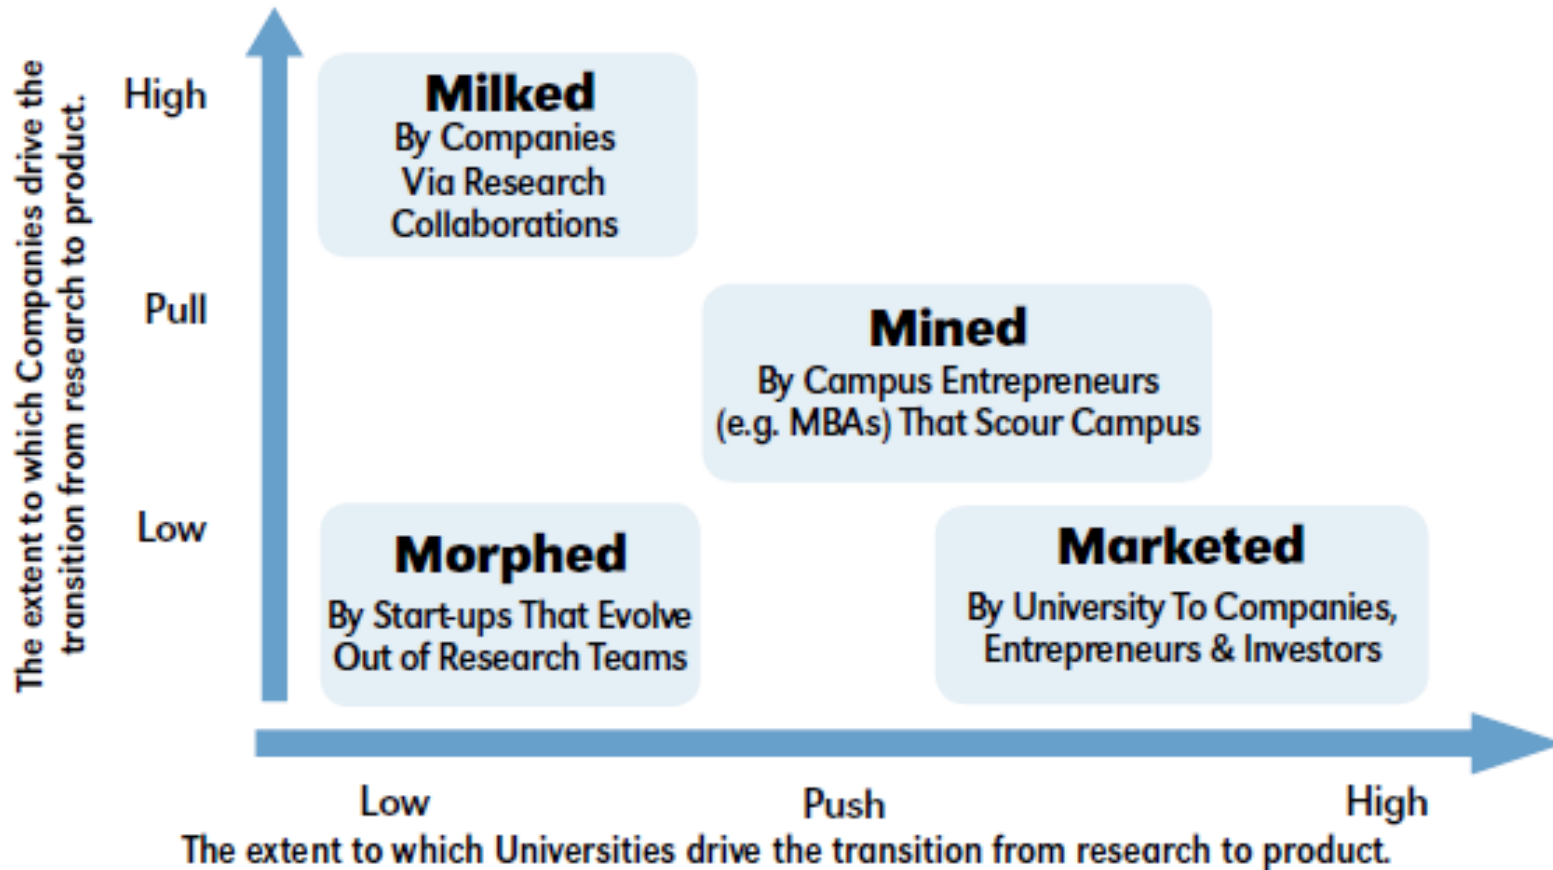 The extent to which Companies drive the
transition from research to product.
High
Pull
Low
Milked
By Companies
Via Research
Collaborations
Mined
By Campus Entrepreneurs
(e.g. MBAs) That Scour Campus
Morphed
By Start-ups That Evolve
Out of Research Teams
Marketed
By University To Companies,
Entrepreneurs & Investors
Low
Push
High
The extent to which Universities drive the transition from research to product.